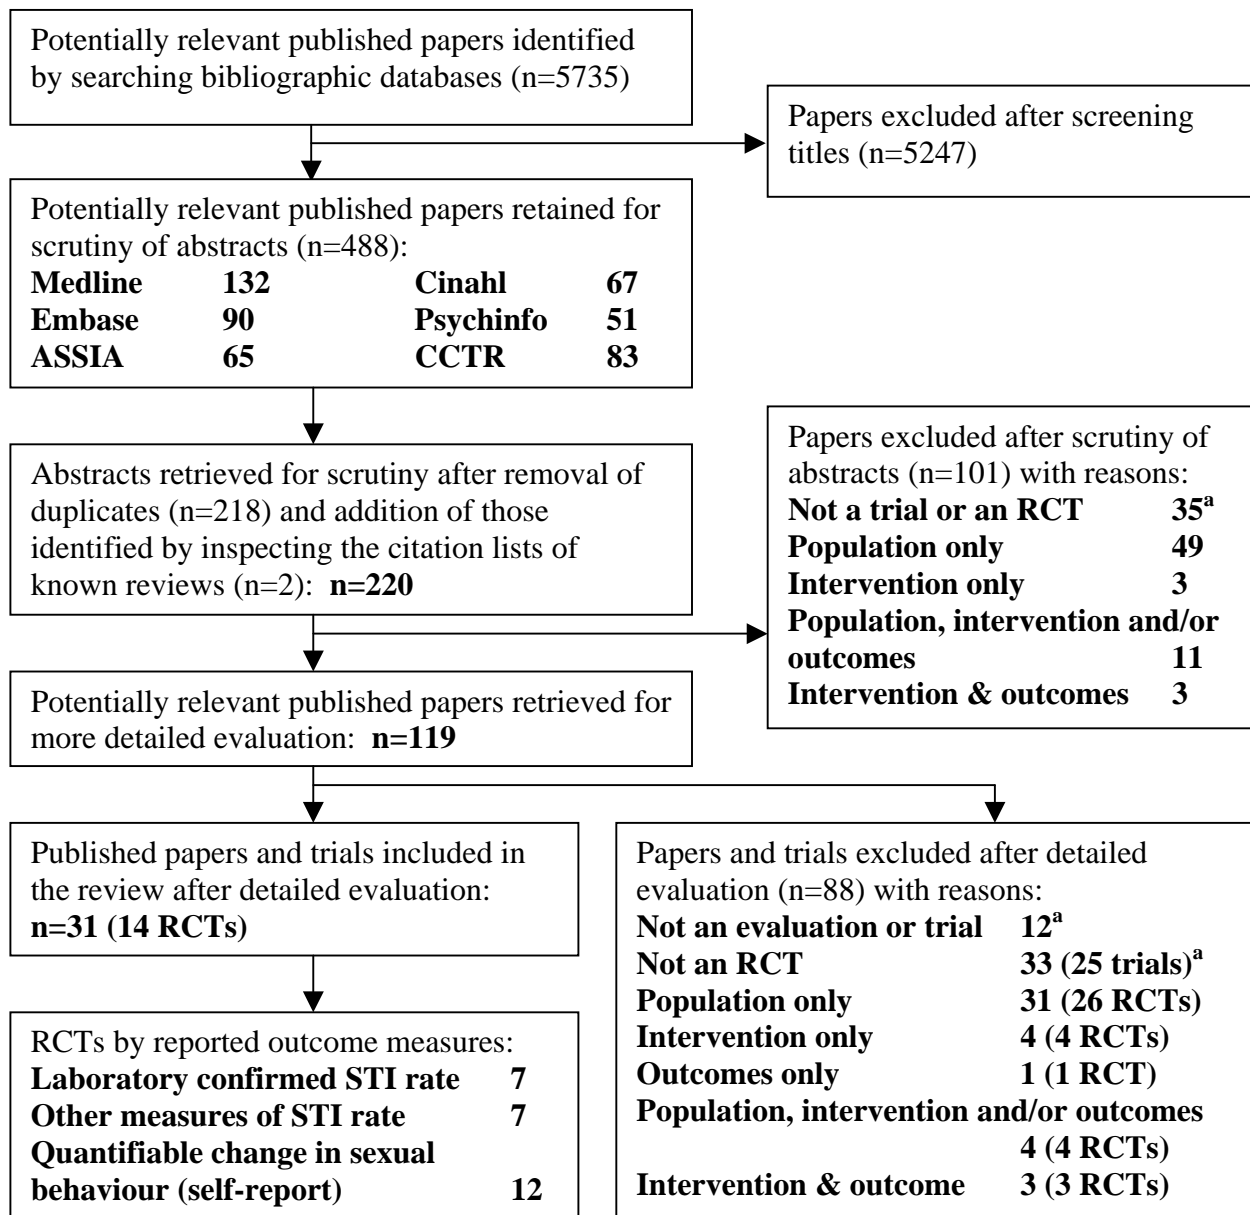 Potentially relevant published papers identified
by searching bibliographic databases (n=5735)
Papers excluded after screening
titles (n=5247)
Potentially relevant published papers retained for
scrutiny of abstracts (n=488):
Medline 132 Cinahl 67
Embase 90 Psychinfo 51
ASSIA 65 CCTR 83
Abstracts retrieved for scrutiny after removal of
duplicates (n=218) and addition of those
identified by inspecting the citation lists of
known reviews (n=2): n=220
Papers excluded after scrutiny of
abstracts (n=101) with reasons:
Not a trial or an RCT 35a
Population only 49
Intervention only 3
Population, intervention and/or
outcomes 11
Intervention & outcomes 3
Potentially relevant published papers retrieved for
more detailed evaluation: n=119
Published papers and trials included in
the review after detailed evaluation:
n=31 (14 RCTs)
Papers and trials excluded after detailed
evaluation (n=88) with reasons:
Not an evaluation or trial 12a
Not an RCT 33 (25 trials)a
Population only 31 (26 RCTs)
Intervention only 4 (4 RCTs)
Outcomes only 1 (1 RCT)
Population, intervention and/or outcomes
4 (4 RCTs)
Intervention & outcome 3 (3 RCTs)
RCTs by reported outcome measures:
Laboratory confirmed STI rate 7
Other measures of STI rate 7
Quantifiable change in sexual
behaviour (self-report) 12